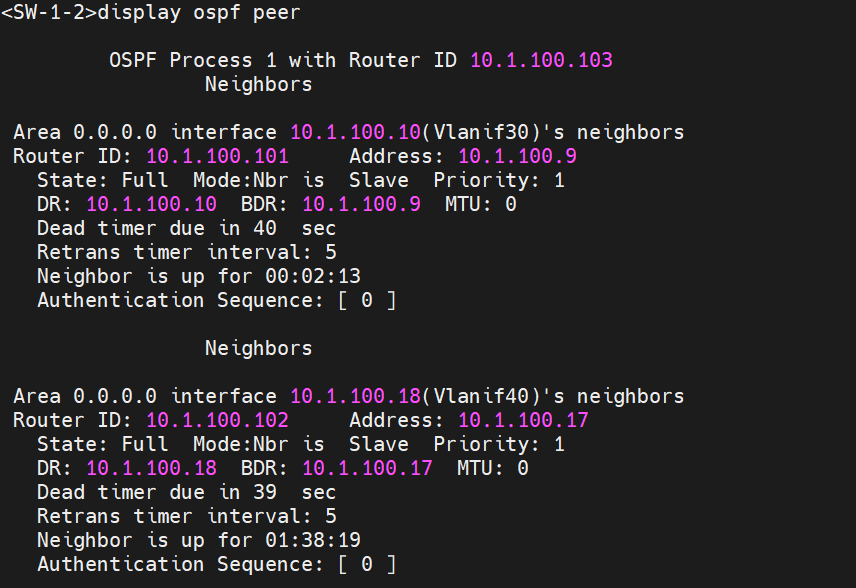 <SW-1-2>display ospf peer
OSPF Process 1 with Router ID 10.1.100.103
Neighbors
Area 0.0.0.0 interface 10.1.100.10(Vlanif30)'s neighbors
Router ID: 10.1.100.101     Address: 10.1.100.9
State: Full  Mode:Nbr is  Slave  Priority: 1
DR: 10.1.100.10  BDR: 10.1.100.9  MTU: 0
Dead timer due in 40  sec
Retrans timer interval: 5
Neighbor is up for 00:02:13
Authentication Sequence: [ 0 ]
Neighbors
Area 0.0.0.0 interface 10.1.100.18(Vlanif40)'s neighbors
Router ID: 10.1.100.102     Address: 10.1.100.17
State: Full  Mode:Nbr is  Slave  Priority: 1
DR: 10.1.100.18  BDR: 10.1.100.17  MTU: 0
Dead timer due in 39  sec
Retrans timer interval: 5
Neighbor is up for 01:38:19
Authentication Sequence: [ 0 ]